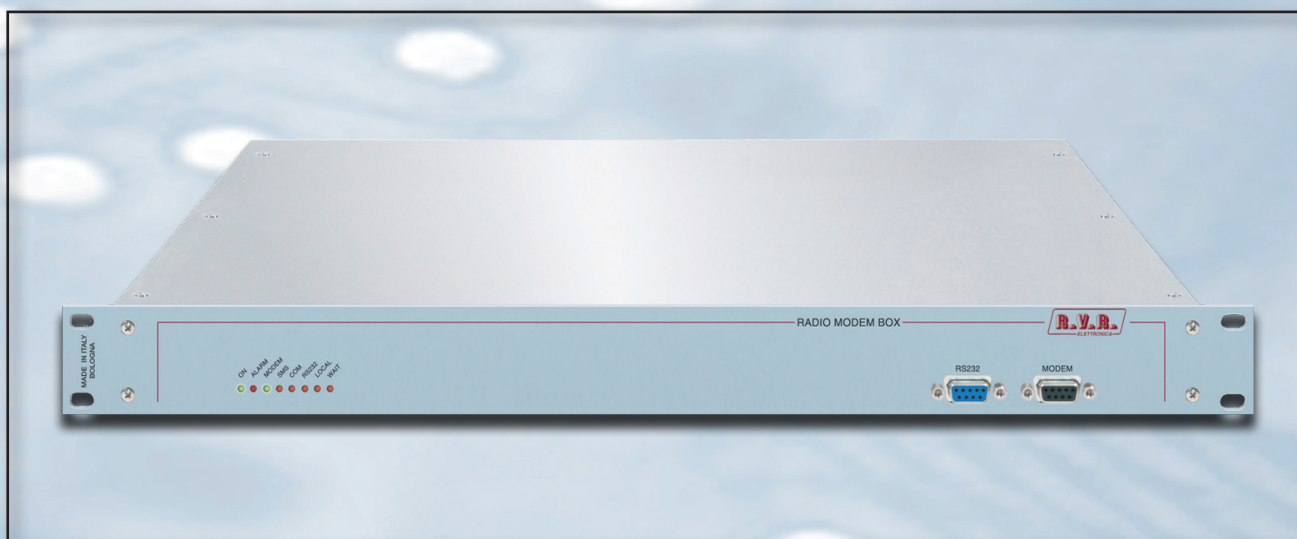 MADE IN ITALY
BOLOGNA
RADIO MODEM BOX
R.V.R.
ELETTRONICA
ON
ALARM
MODEM
SMS
COM
RS232
LOCAL
WAIT
RS232
MODEM